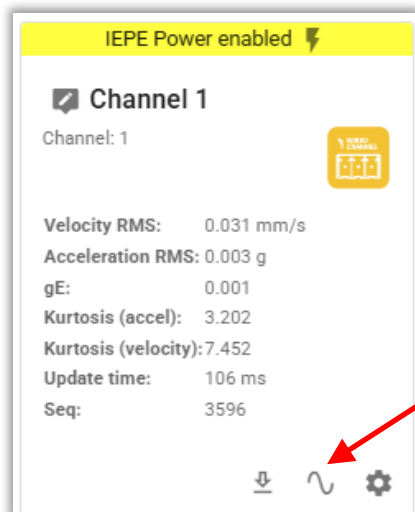 IEPE Power enabled
Channel 1
Channel: 1
Velocity RMS: 0.031 mm/s
Acceleration RMS: 0.003 g
gE: 0.001
Kurtosis (accel): 3.202
Kurtosis (velocity): 7.452
Update time: 106 ms
Seq: 3596